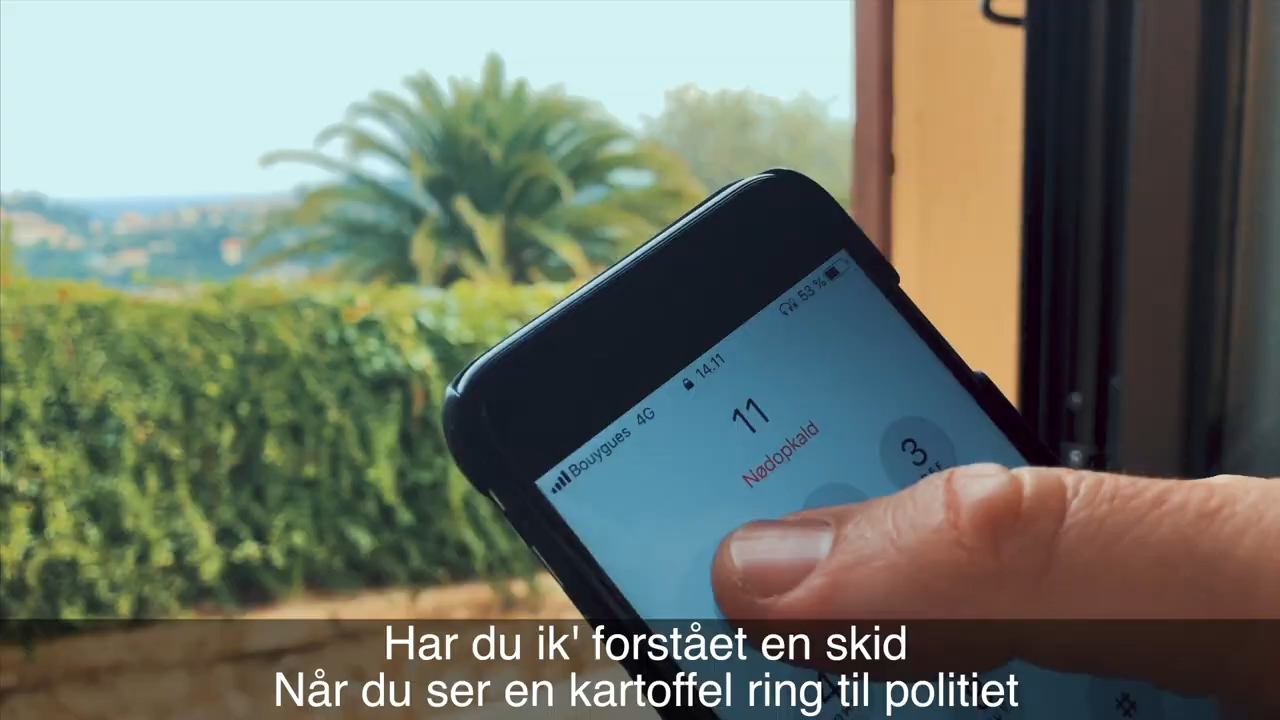 Bouygues 4G 14.11 53 %
11
Nødopkald
3
Har du ik' forstået en skid
Når du ser en kartoffel ring til politiet